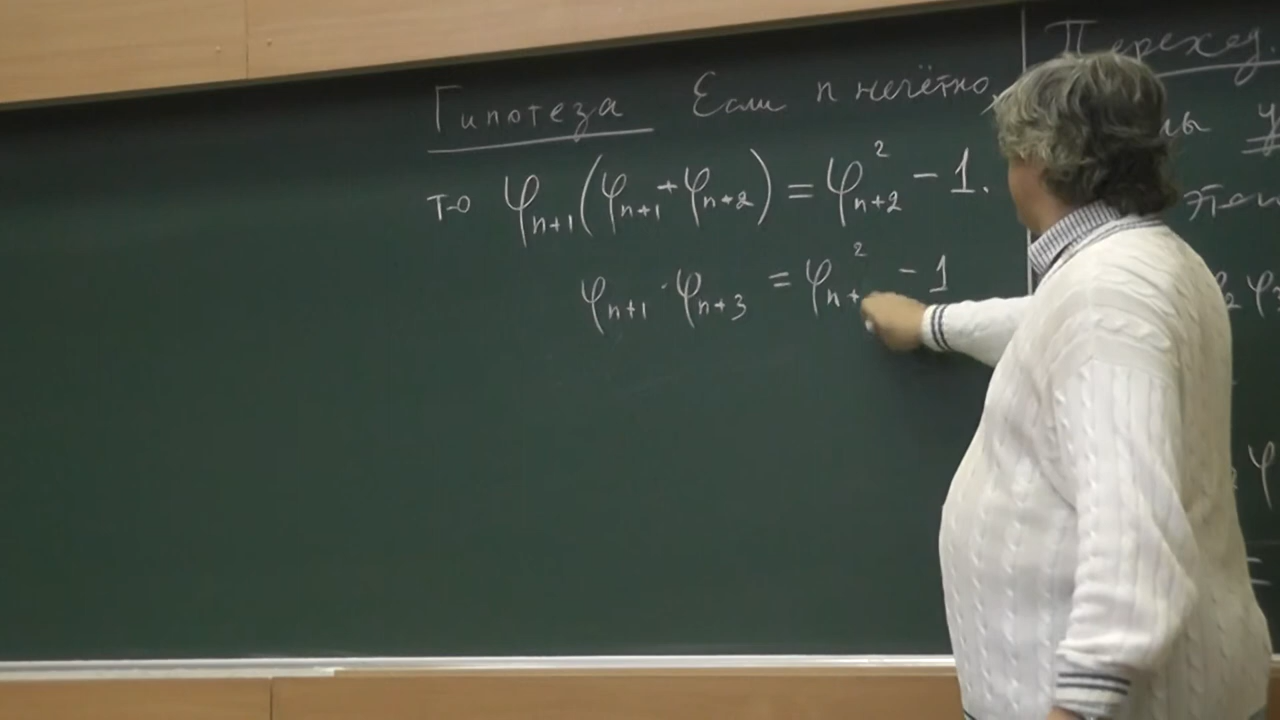 Гипотеза Если n нечётно,
то φ_{n+1}(φ_{n+1}+φ_{n+2})=φ²_{n+2}-1.
φ_{n+1}·φ_{n+3}=φ²_{n+}-1
Переход.